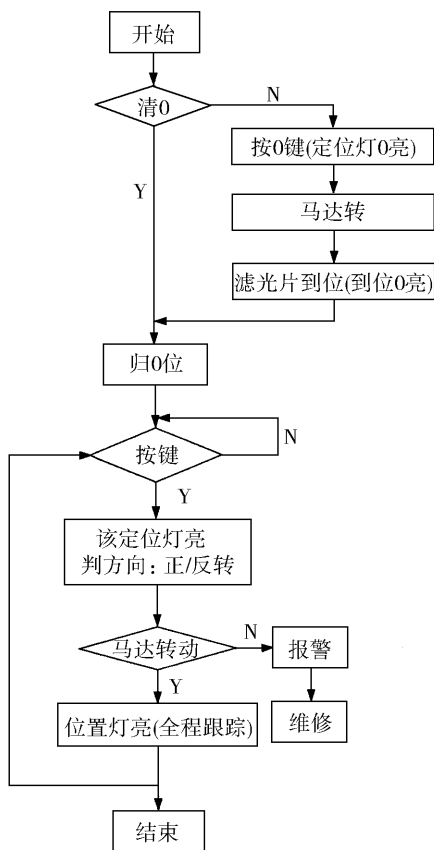 开始
清0
N
按0键(定位灯0亮)
Y
马达转
滤光片到位(到位0亮)
归0位
按键
N
Y
该定位灯亮
判方向：正/反转
马达转动
N
报警
Y
位置灯亮(全程跟踪)
维修
结束